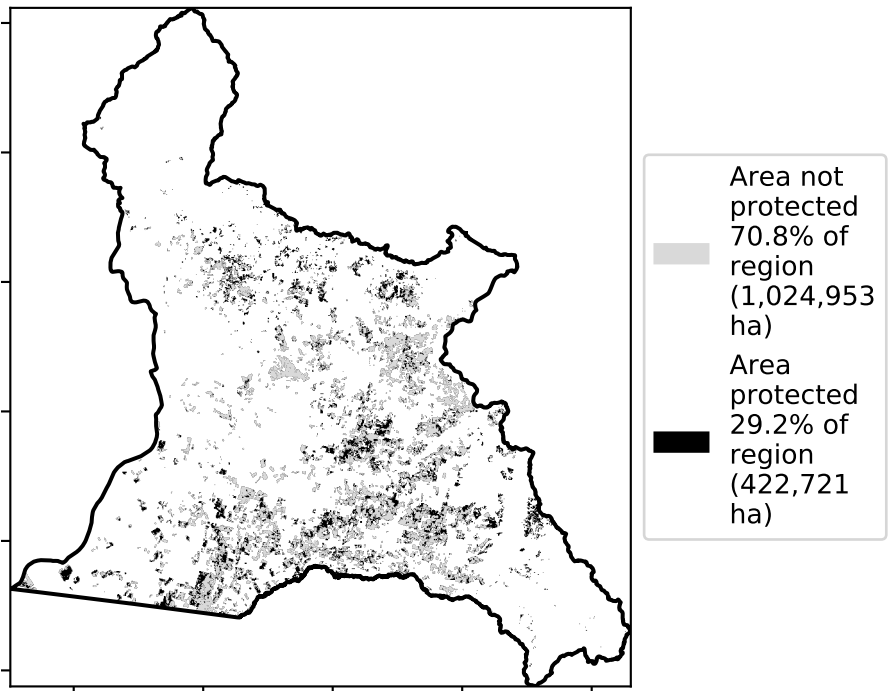 Area not
protected
70.8% of
region
(1,024,953
ha)
Area
protected
29.2% of
region
(422,721
ha)